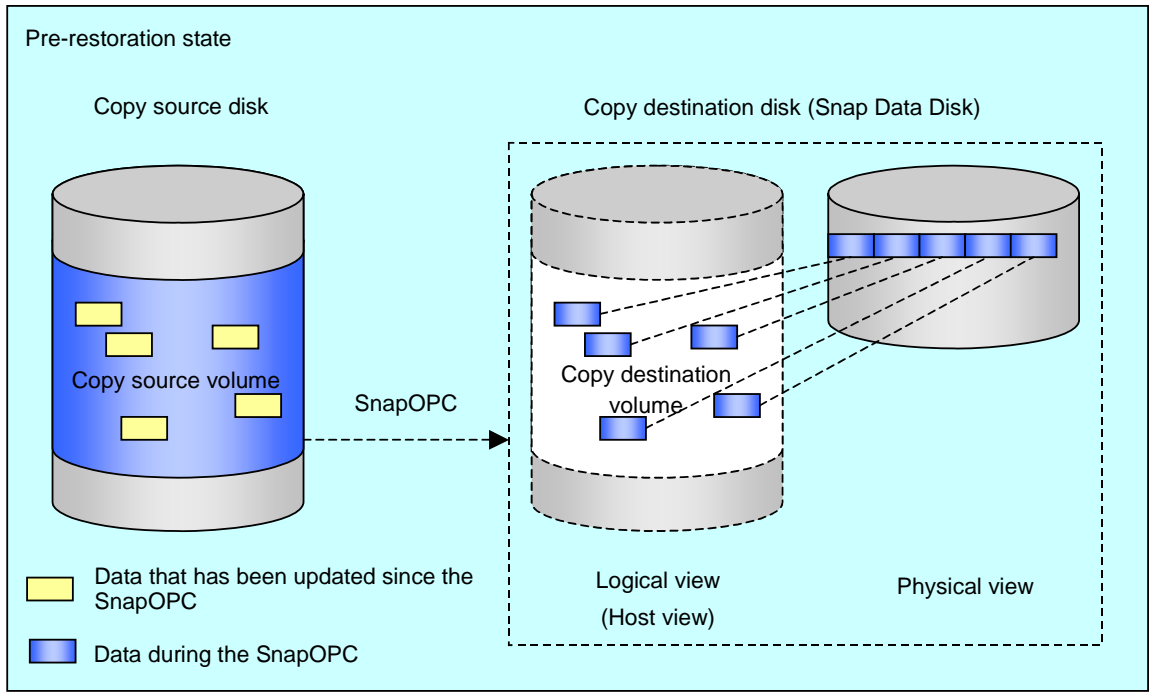 Pre-restoration state
Copy source disk
Copy destination disk (Snap Data Disk)
Copy source volume
SnapOPC
Copy destination
volume
Logical view
(Host view)
Physical view
Data that has been updated since the
SnapOPC
Data during the SnapOPC